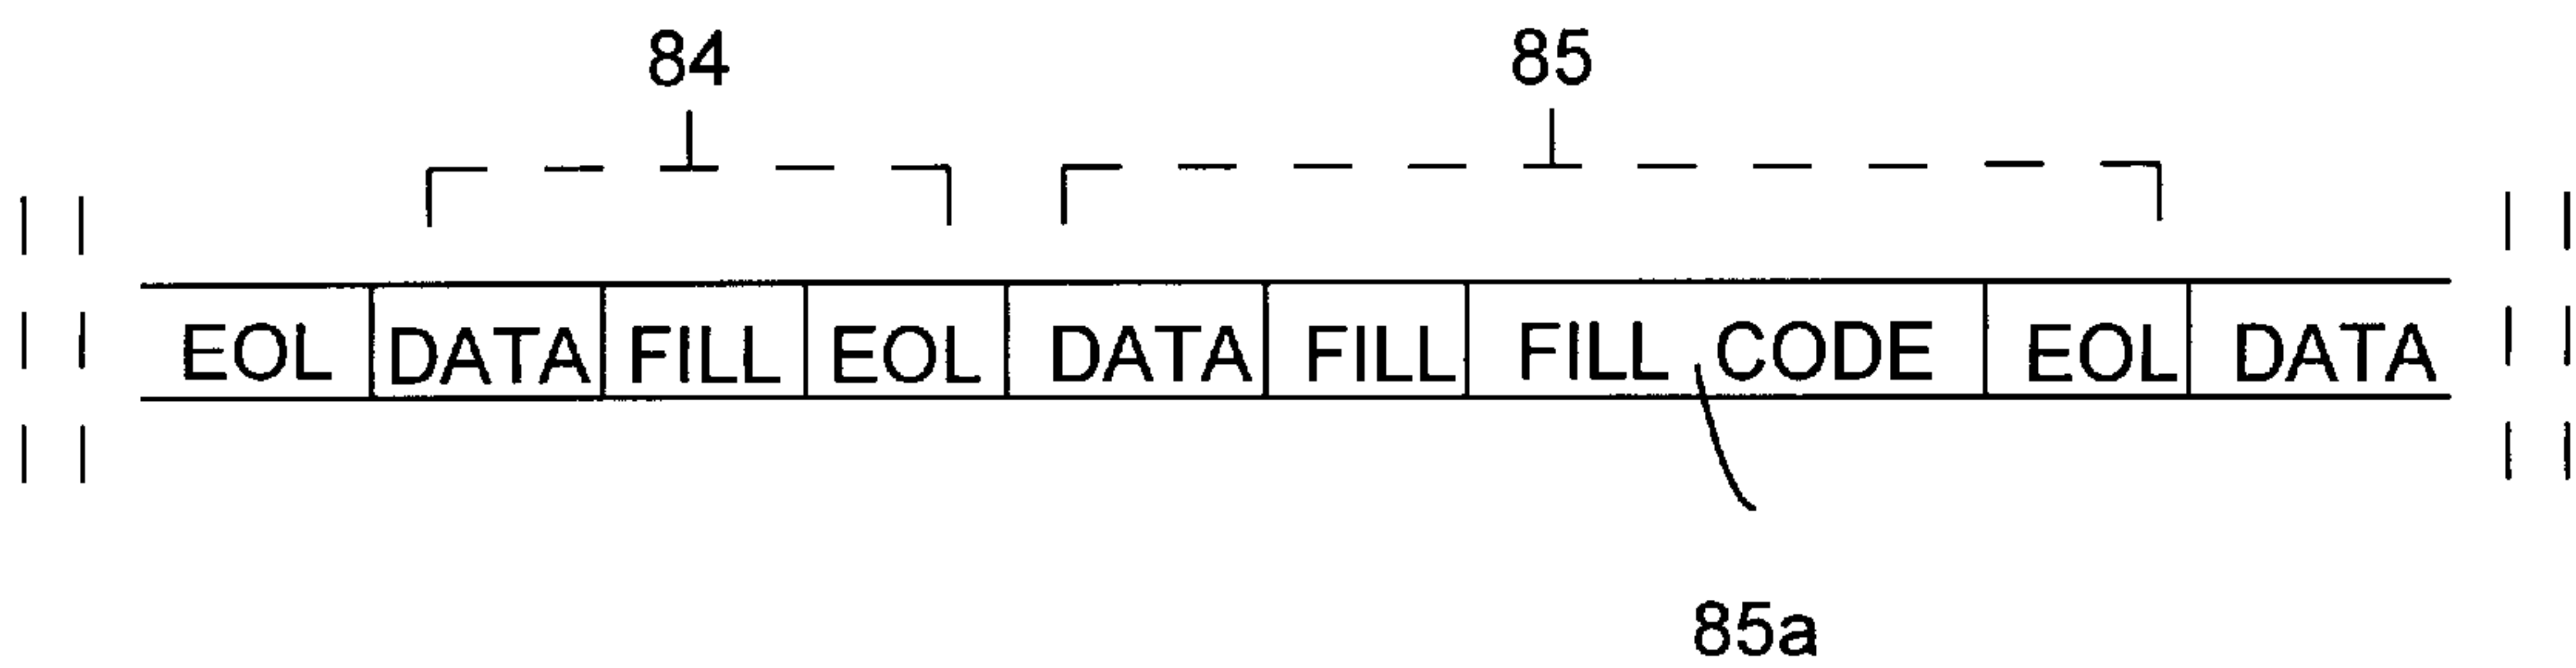 84 85
EOL DATA FILL EOL DATA FILL FILL CODE EOL DATA
85a